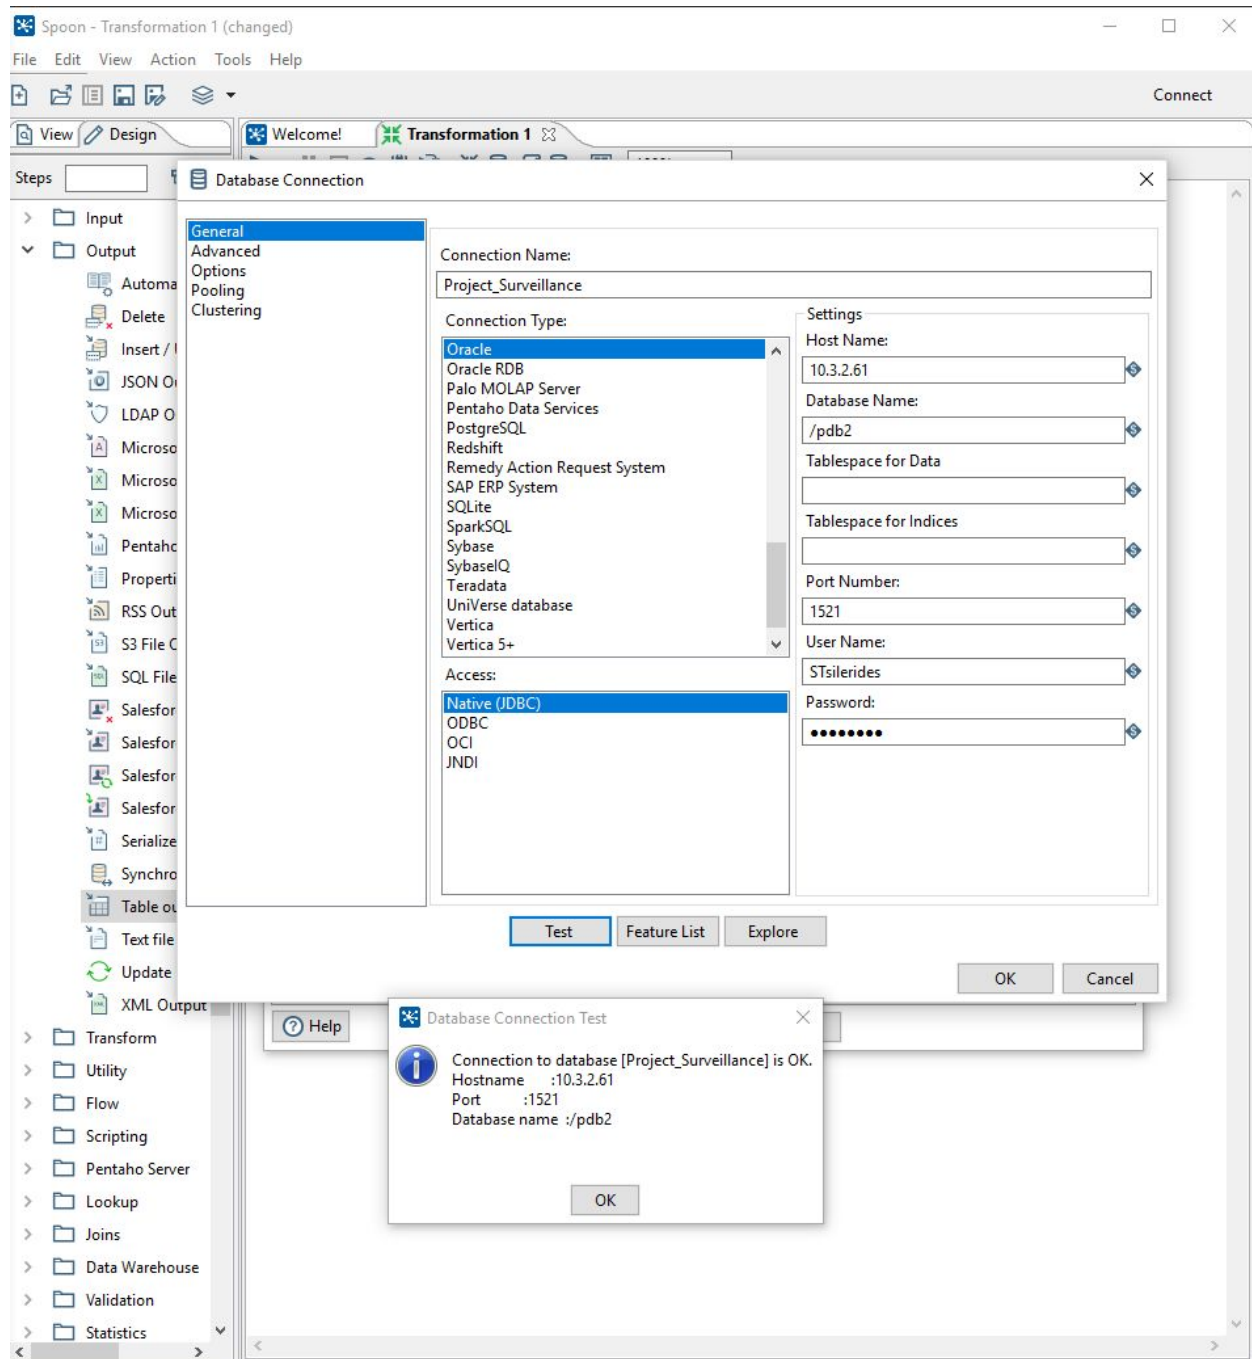 Spoon - Transformation 1 (changed)
File Edit View Action Tools Help
Connect
View Design
Welcome! Transformation 1
Steps
Input
Output
Automa
Delete
Insert /
JSON O
LDAP O
Microso
Microso
Microso
Pentaho
Properti
RSS Out
S3 File C
SQL File
Salesfor
Salesfor
Salesfor
Salesfor
Serialize
Synchro
Table ou
Text file
Update
XML Output
Transform
Utility
Flow
Scripting
Pentaho Server
Lookup
Joins
Data Warehouse
Validation
Statistics
Database Connection
General
Advanced
Options
Pooling
Clustering
Connection Name:
Project_Surveillance
Connection Type:
Oracle
Oracle RDB
Palo MOLAP Server
Pentaho Data Services
PostgreSQL
Redshift
Remedy Action Request System
SAP ERP System
SQLite
SparkSQL
Sybase
SybaseIQ
Teradata
UniVerse database
Vertica
Vertica 5+
Access:
Native (JDBC)
ODBC
OCI
JNDI
Settings
Host Name:
10.3.2.61
Database Name:
/pdb2
Tablespace for Data
Tablespace for Indices
Port Number:
1521
User Name:
STsilerides
Password:
●●●●●●●●
Test Feature List Explore
OK Cancel
Help
Database Connection Test
Connection to database [Project_Surveillance] is OK.
Hostname :10.3.2.61
Port :1521
Database name :/pdb2
OK